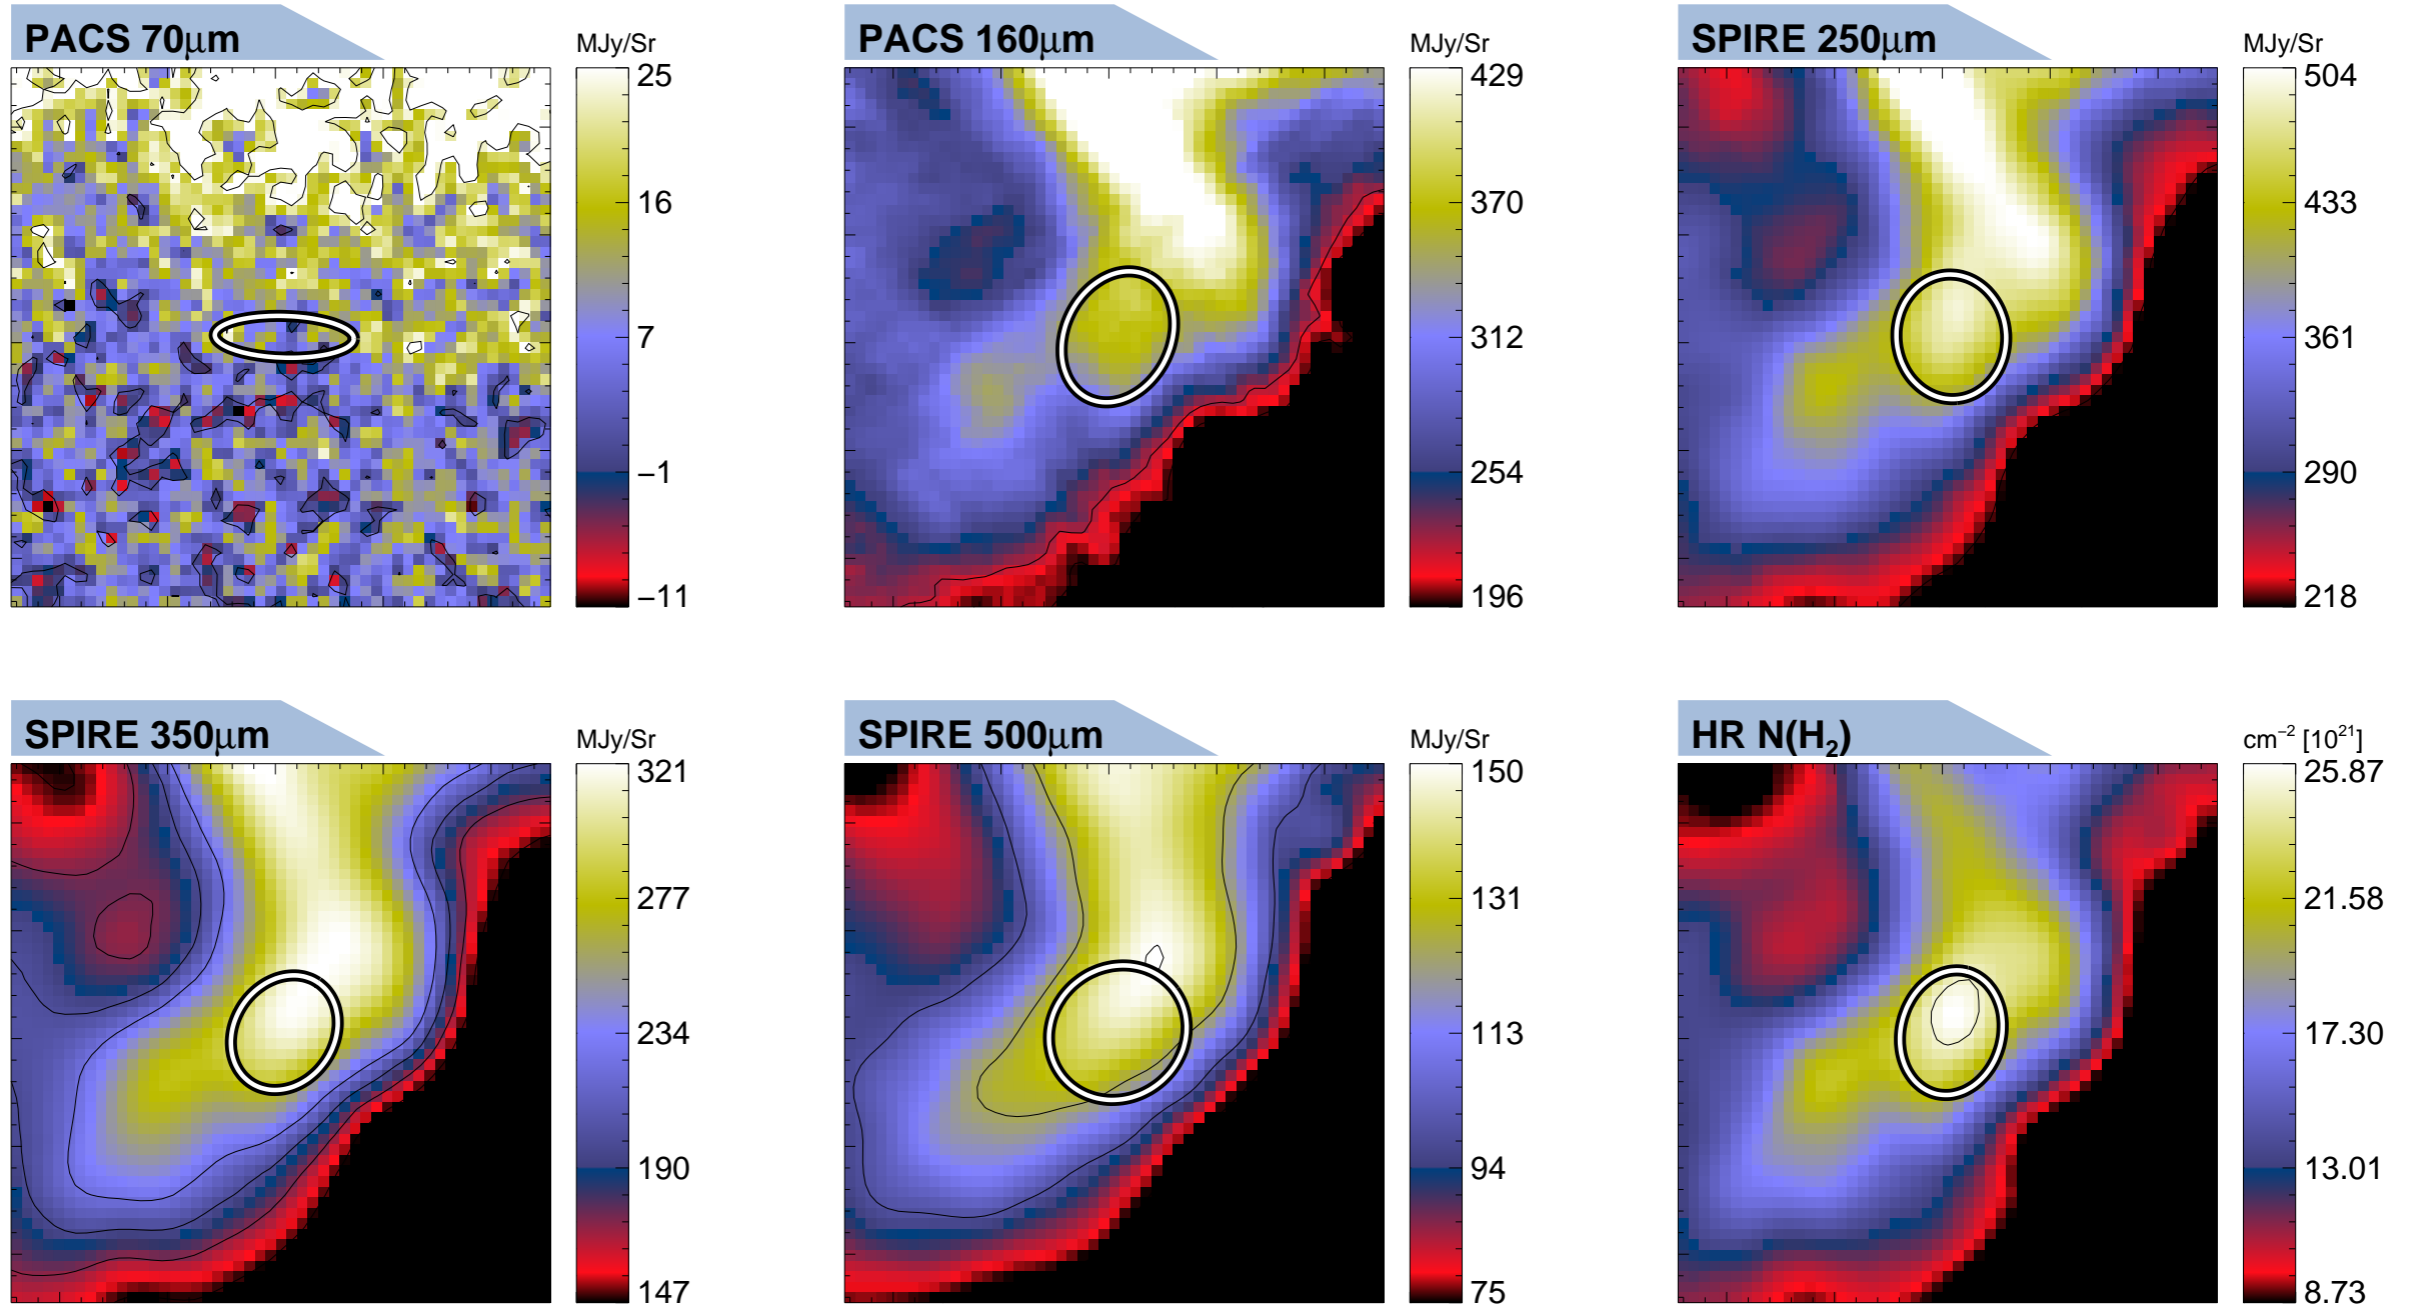 PACS 70μm
MJy/Sr
25
16
7
−1
−11
PACS 160μm
MJy/Sr
429
370
312
254
196
SPIRE 250μm
MJy/Sr
504
433
361
290
218
SPIRE 350μm
MJy/Sr
321
277
234
190
147
SPIRE 500μm
MJy/Sr
150
131
113
94
75
HR N(H₂)
cm⁻² [10²¹]
25.87
21.58
17.30
13.01
8.73